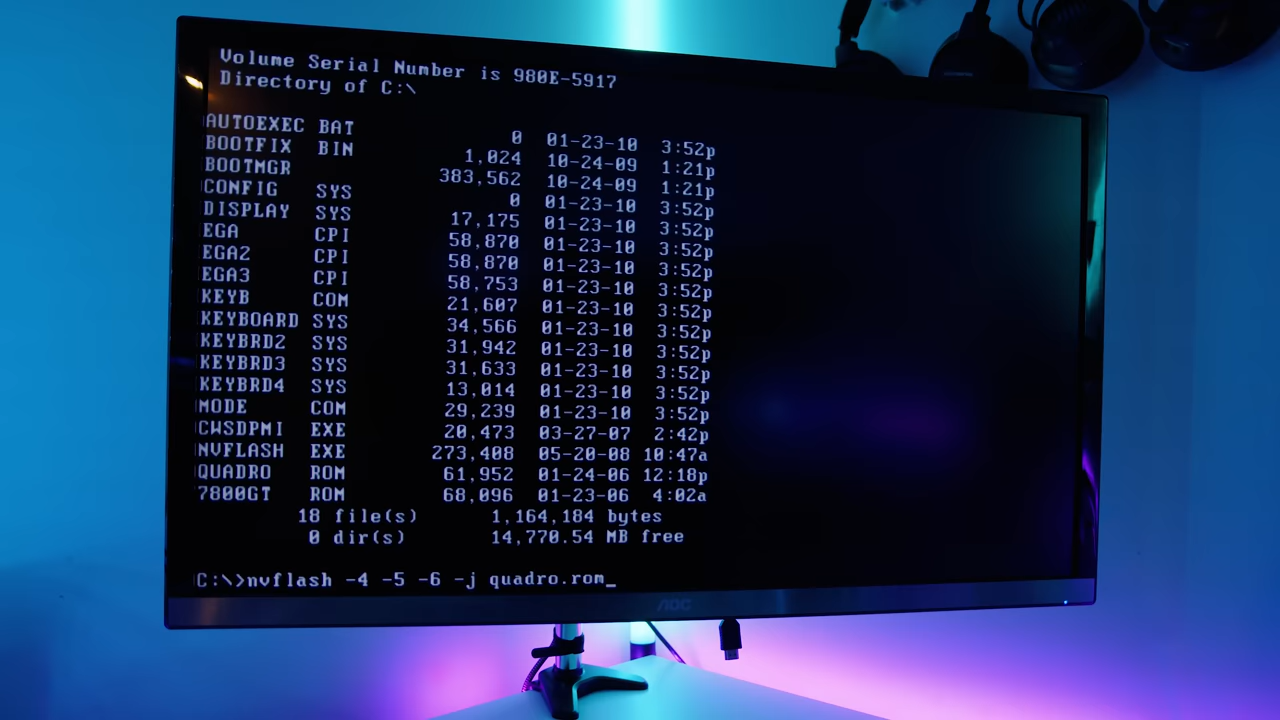 Volume Serial Number is 980E-5917
Directory of C:\
AUTOEXEC BAT 0 01-23-10 3:52p
BOOTFIX BIN 1,024 10-24-09 1:21p
BOOTMGR 383,562 10-24-09 1:21p
CONFIG SYS 0 01-23-10 3:52p
DISPLAY SYS 17,175 01-23-10 3:52p
EGA CPI 58,870 01-23-10 3:52p
EGA2 CPI 58,870 01-23-10 3:52p
EGA3 CPI 58,753 01-23-10 3:52p
KEYB COM 21,607 01-23-10 3:52p
KEYBOARD SYS 34,566 01-23-10 3:52p
KEYBRD2 SYS 31,942 01-23-10 3:52p
KEYBRD3 SYS 31,633 01-23-10 3:52p
KEYBRD4 SYS 13,014 01-23-10 3:52p
MODE COM 29,239 01-23-10 3:52p
CWSDPMI EXE 20,473 03-27-07 2:42p
NVFLASH EXE 273,408 05-20-08 10:47a
QUADRO ROM 61,952 01-24-06 12:18p
7800GT ROM 68,096 01-23-06 4:02a
18 file(s) 1,164,184 bytes
0 dir(s) 14,770.54 MB free
C:\>nvflash -4 -5 -6 -j quadro.rom_
AOC